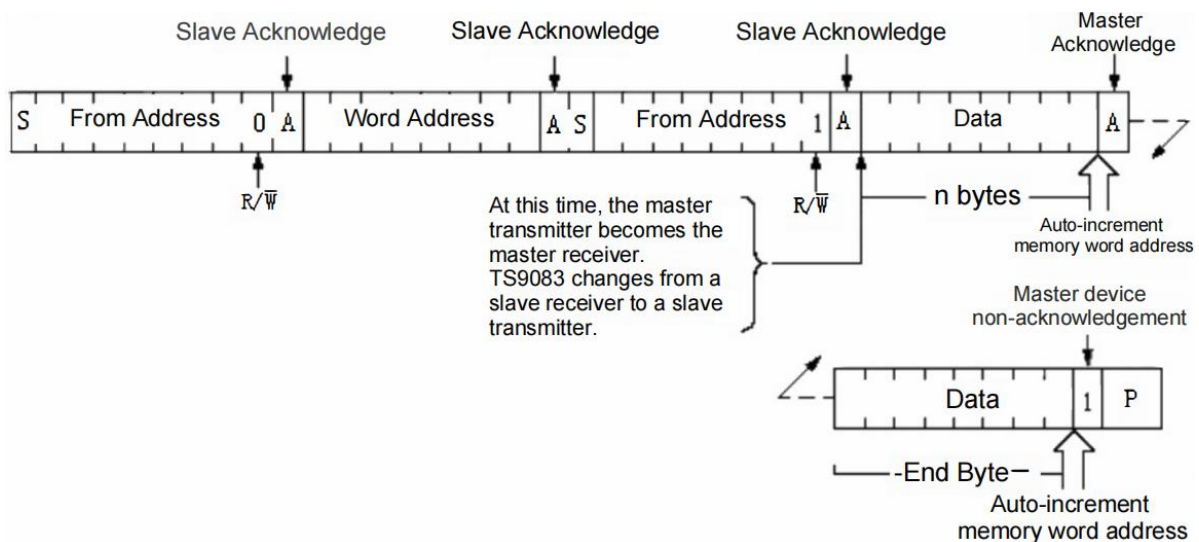 Slave Acknowledge
Slave Acknowledge
Slave Acknowledge
Master
Acknowledge
S From Address 0 A Word Address A S From Address 1 A Data A
R/W̅
R/W̅
At this time, the master
transmitter becomes the
master receiver.
TS9083 changes from a
slave receiver to a slave
transmitter.
n bytes
Auto-increment
memory word address
Master device
non-acknowledgement
Data 1 P
-End Byte-
Auto-increment
memory word address